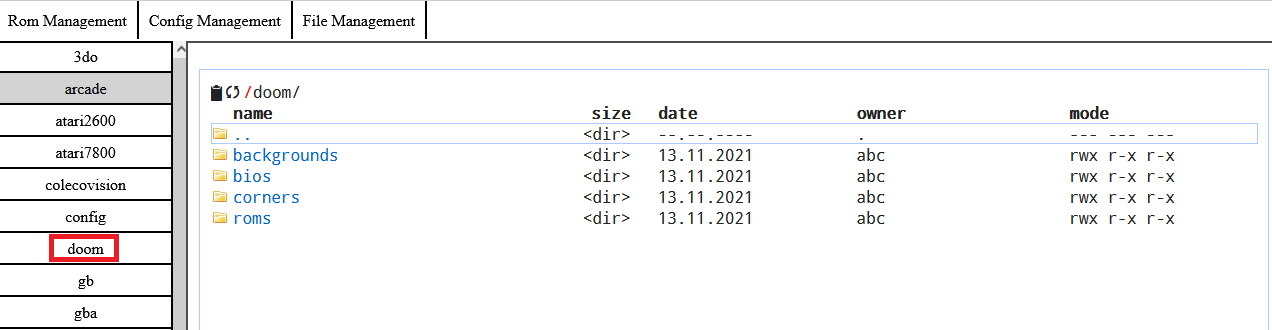 Rom Management Config Management File Management
3do
arcade
atari2600
atari7800
colecovision
config
doom
gb
gba
/doom/
name size date owner mode
.. <dir> --.--.---- . --- --- ---
backgrounds <dir> 13.11.2021 abc rwx r-x r-x
bios <dir> 13.11.2021 abc rwx r-x r-x
corners <dir> 13.11.2021 abc rwx r-x r-x
roms <dir> 13.11.2021 abc rwx r-x r-x